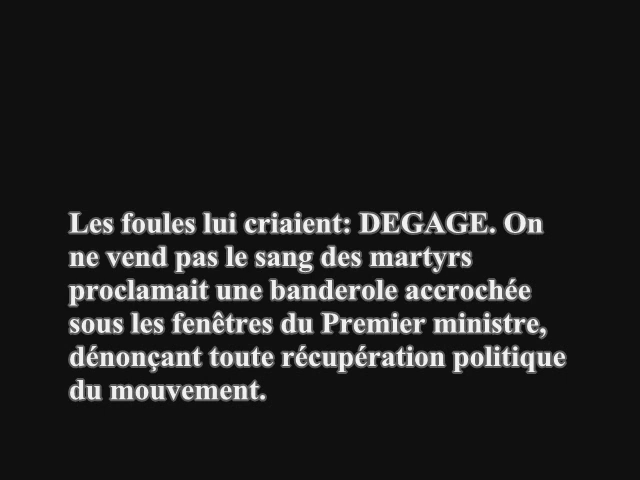 Les foules lui criaient: DEGAGE. On
ne vend pas le sang des martyrs
proclamait une banderole accrochée
sous les fenêtres du Premier ministre,
dénonçant toute récupération politique
du mouvement.